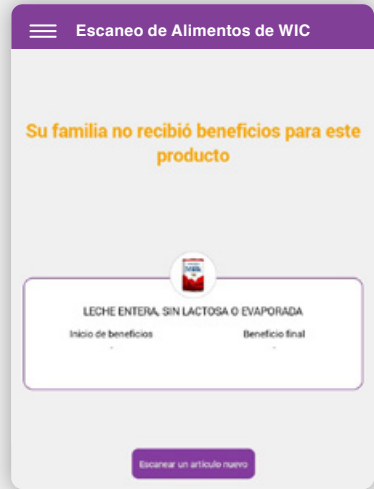 Escaneo de Alimentos de WIC
Su familia no recibió beneficios para este
producto
Milk
LECHE ENTERA, SIN LACTOSA O EVAPORADA
Inicio de beneficios
Beneficio final
-
-
Escanear un artículo nuevo